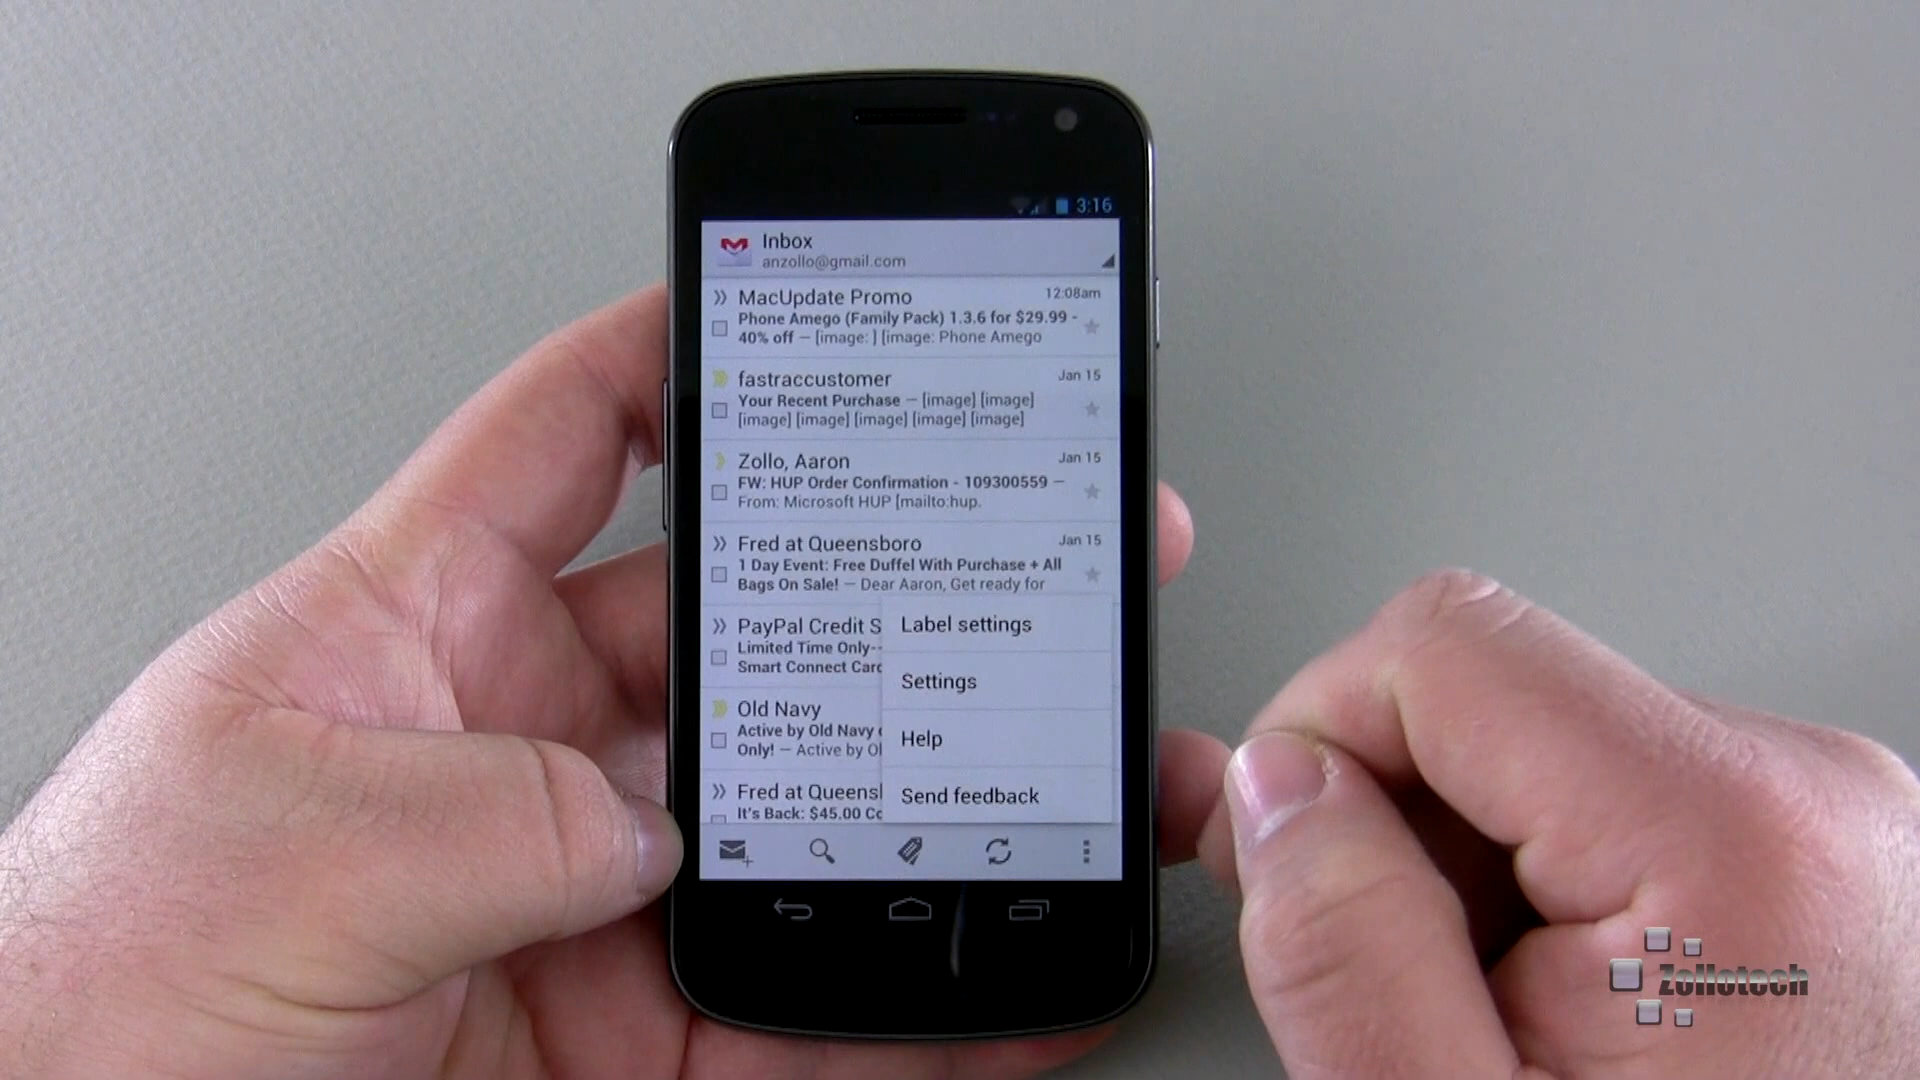 3:16
Inbox
anzollo@gmail.com
MacUpdate Promo 12:08am
Phone Amego (Family Pack) 1.3.6 for $29.99 -
40% off — [image: ] [image: Phone Amego
fastraccustomer Jan 15
Your Recent Purchase — [image] [image]
[image] [image] [image] [image] [image]
Zollo, Aaron Jan 15
FW: HUP Order Confirmation - 109300559 —
From: Microsoft HUP [mailto:hup.
Fred at Queensboro Jan 15
1 Day Event: Free Duffel With Purchase + All
Bags On Sale! — Dear Aaron, Get ready for
PayPal Credit S
Limited Time Only--
Smart Connect Card
Old Navy
Active by Old Navy
Only! — Active by Ol
Fred at Queensb
It's Back: $45.00 Co
Label settings
Settings
Help
Send feedback
Zollotech